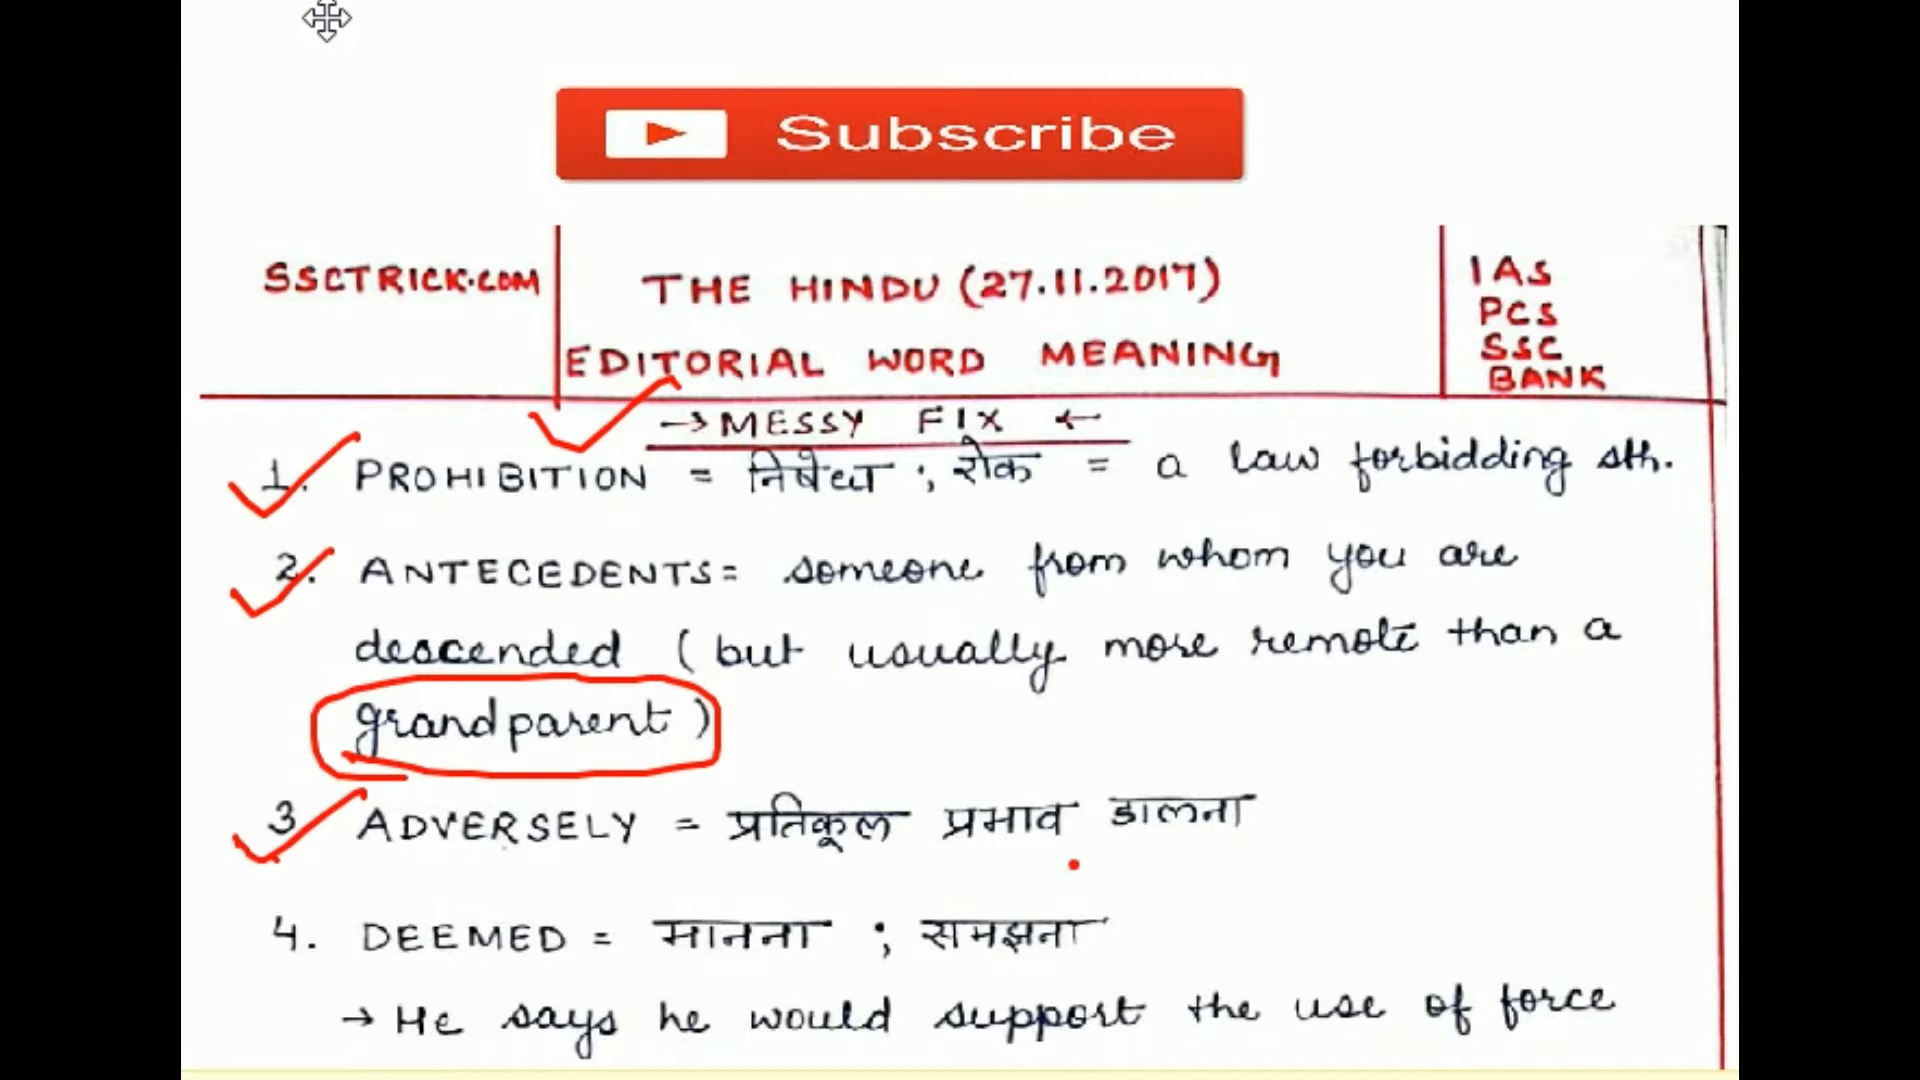 Subscribe
SSCTRICK.COM
THE HINDU (27.11.2017)
EDITORIAL WORD MEANING
IAS
PCS
SSC
BANK
→ MESSY FIX ←
1. PROHIBITION = निषेध ; रोक = a law forbidding sth.
2. ANTECEDENTS = someone from whom you are
descended (but usually more remote than a
grandparent)
3 ADVERSELY = प्रतिकूल प्रभाव डालना
4. DEEMED = मानना ; समझना
→ He says he would support the use of force